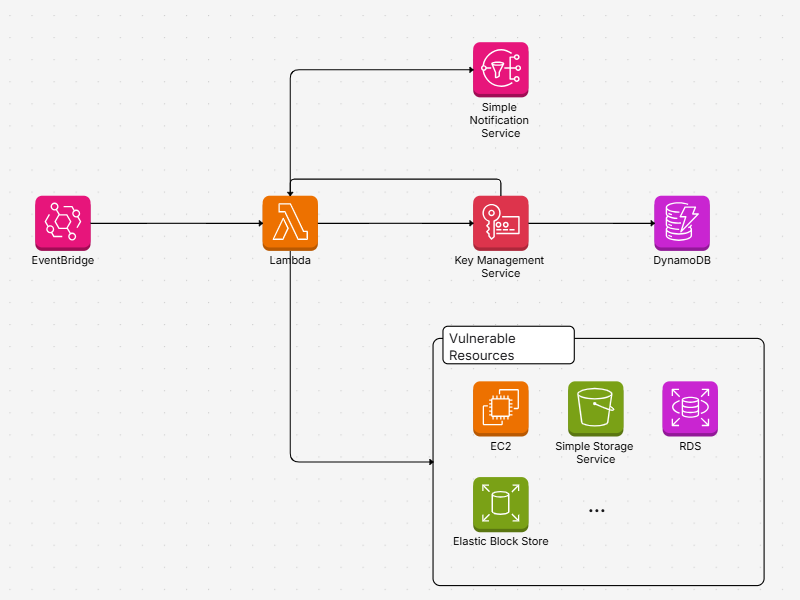 Simple
Notification
Service
EventBridge
Lambda
Key Management
Service
DynamoDB
Vulnerable
Resources
EC2
Simple Storage
Service
RDS
Elastic Block Store
...